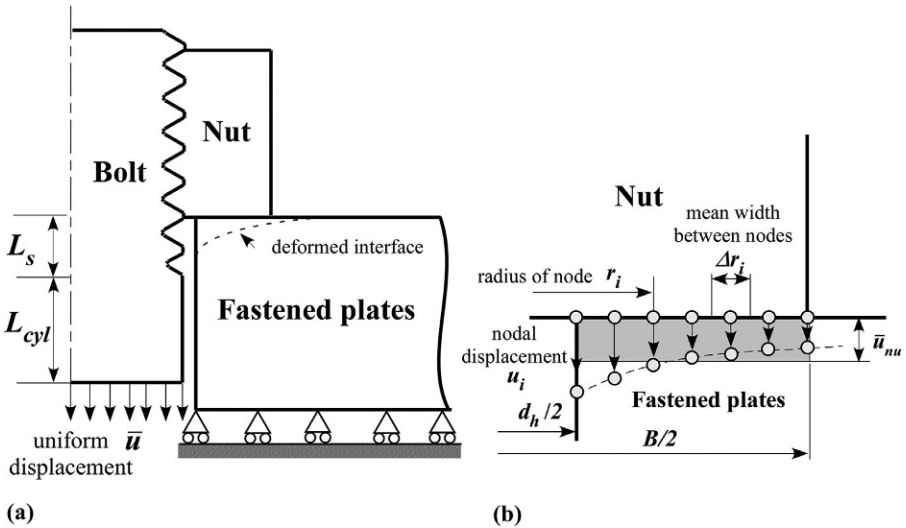 Nut
Bolt
L_s
deformed interface
Fastened plates
L_cyl
uniform
displacement
ū
(a)
Nut
mean width
between nodes
Δr_i
radius of node r_i
nodal
displacement
u_i
ū_nu
Fastened plates
d_h/2
B/2
(b)